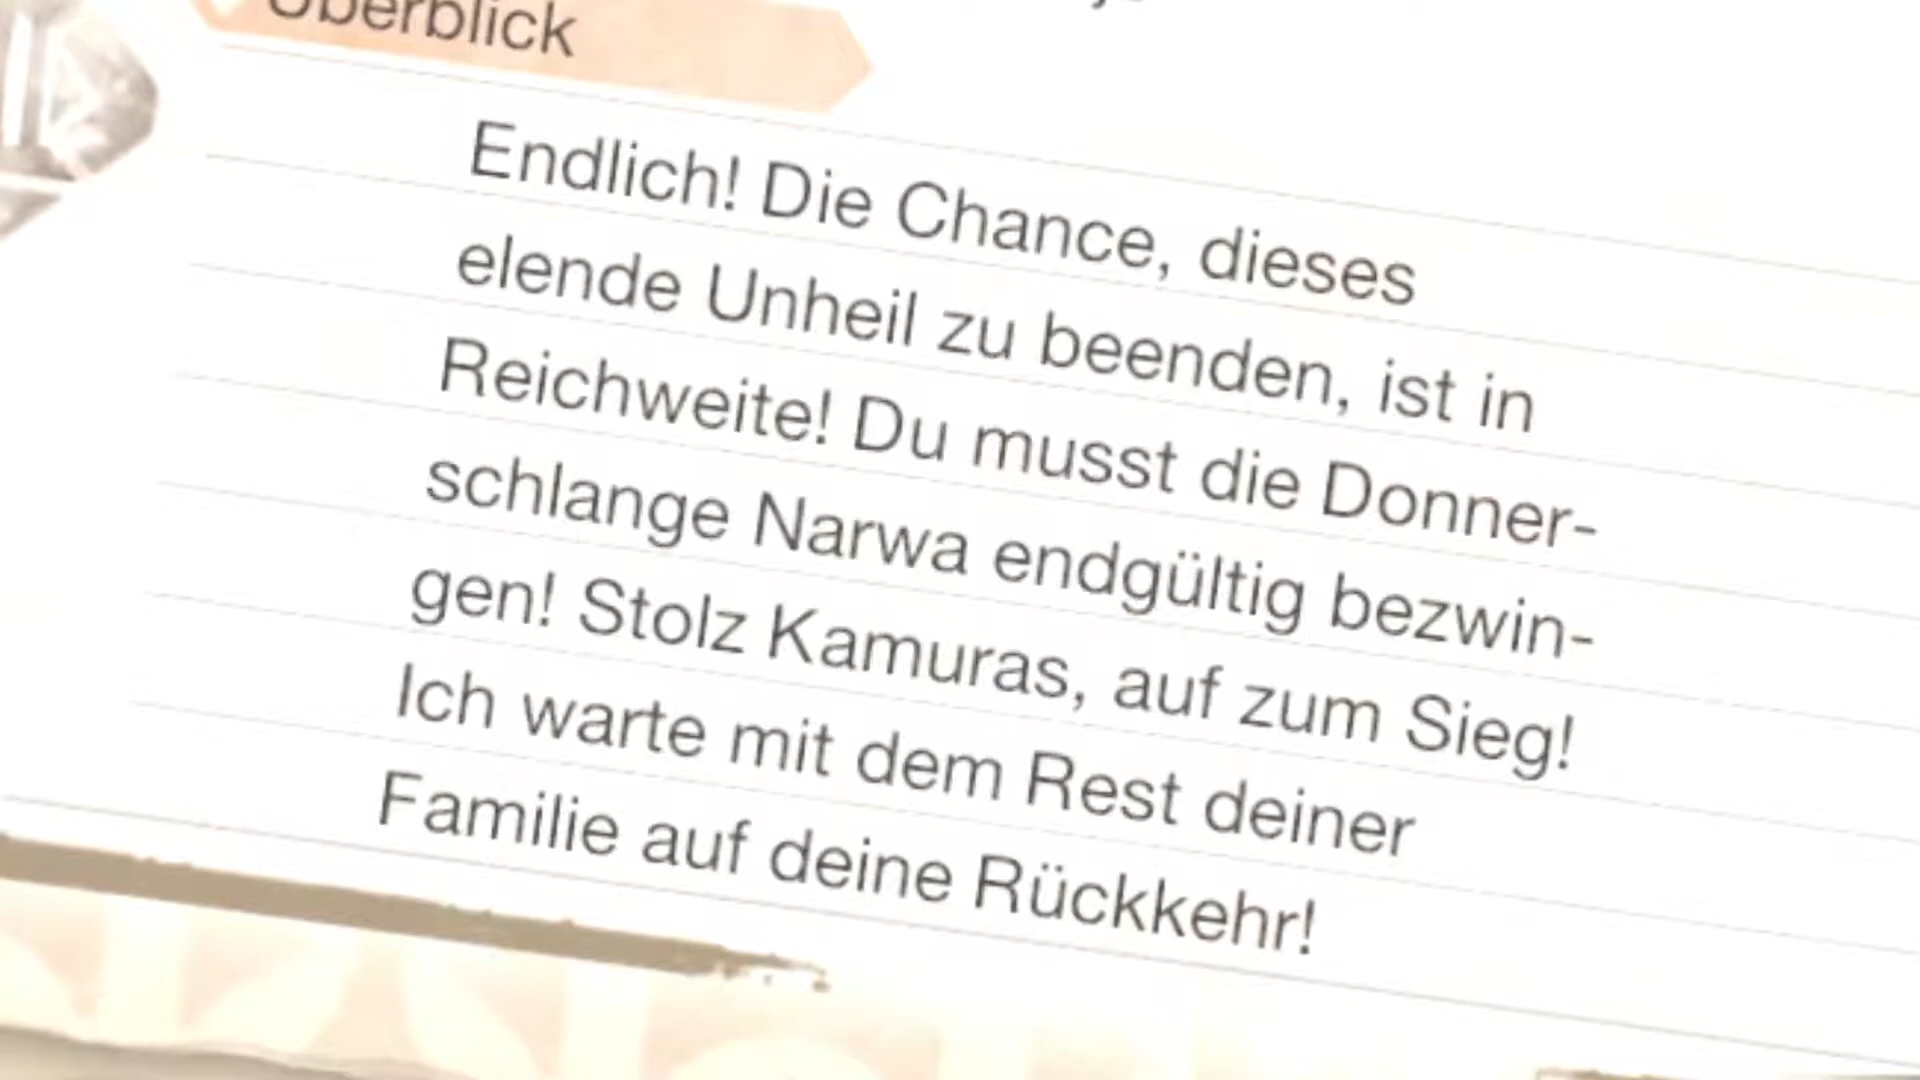 Überblick
Endlich! Die Chance, dieses
elende Unheil zu beenden, ist in
Reichweite! Du musst die Donner-
schlange Narwa endgültig bezwin-
gen! Stolz Kamuras, auf zum Sieg!
Ich warte mit dem Rest deiner
Familie auf deine Rückkehr!